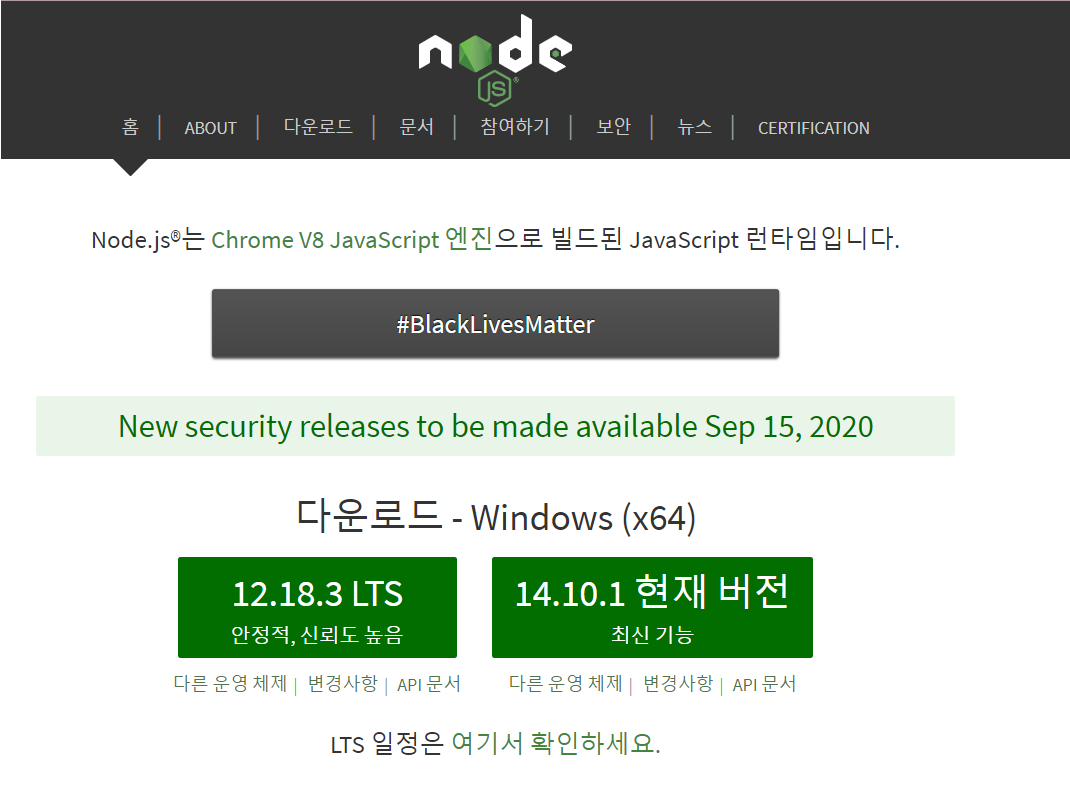 node
JS®
홈 | ABOUT | 다운로드 | 문서 | 참여하기 | 보안 | 뉴스 | CERTIFICATION
Node.js®는 Chrome V8 JavaScript 엔진으로 빌드된 JavaScript 런타임입니다.
#BlackLivesMatter
New security releases to be made available Sep 15, 2020
다운로드 - Windows (x64)
12.18.3 LTS
안정적, 신뢰도 높음
14.10.1 현재 버전
최신 기능
다른 운영 체제 | 변경사항 | API 문서
다른 운영 체제 | 변경사항 | API 문서
LTS 일정은 여기서 확인하세요.